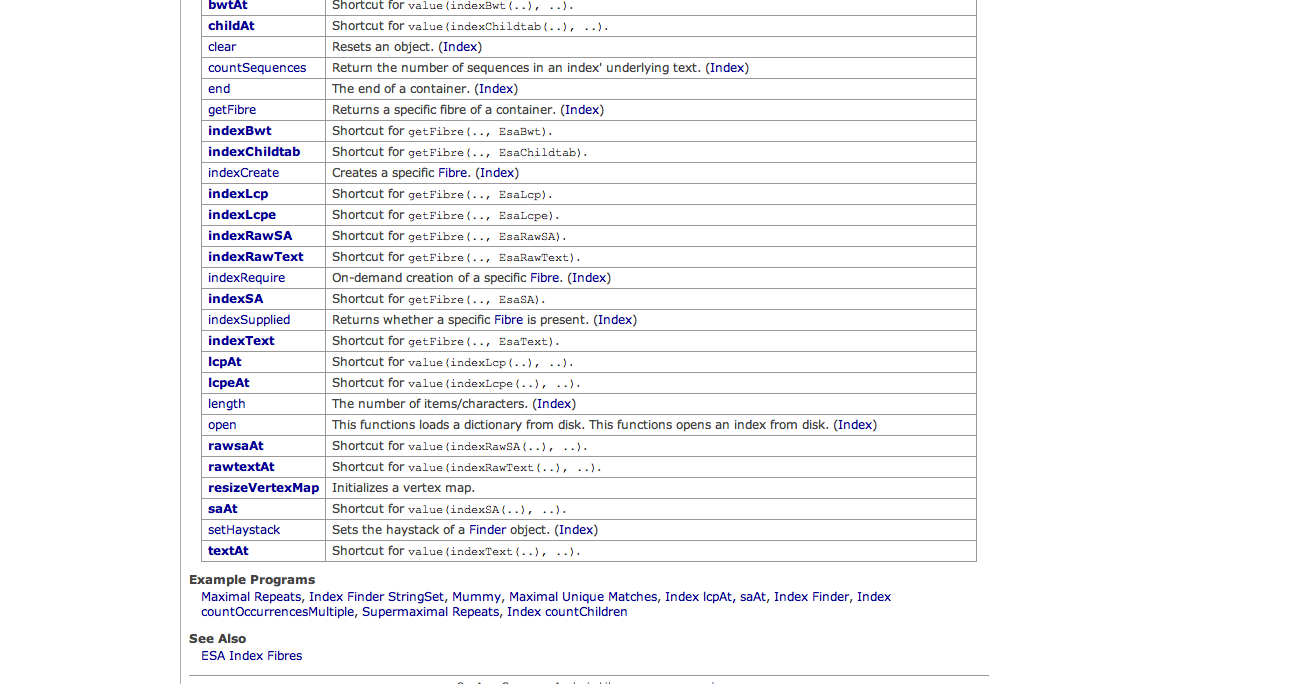 bwtAt Shortcut for value(indexBwt(..), ..).
childAt Shortcut for value(indexChildtab(..), ..).
clear Resets an object. (Index)
countSequences Return the number of sequences in an index' underlying text. (Index)
end The end of a container. (Index)
getFibre Returns a specific fibre of a container. (Index)
indexBwt Shortcut for getFibre(.., EsaBwt).
indexChildtab Shortcut for getFibre(.., EsaChildtab).
indexCreate Creates a specific Fibre. (Index)
indexLcp Shortcut for getFibre(.., EsaLcp).
indexLcpe Shortcut for getFibre(.., EsaLcpe).
indexRawSA Shortcut for getFibre(.., EsaRawSA).
indexRawText Shortcut for getFibre(.., EsaRawText).
indexRequire On-demand creation of a specific Fibre. (Index)
indexSA Shortcut for getFibre(.., EsaSA).
indexSupplied Returns whether a specific Fibre is present. (Index)
indexText Shortcut for getFibre(.., EsaText).
lcpAt Shortcut for value(indexLcp(..), ..).
lcpeAt Shortcut for value(indexLcpe(..), ..).
length The number of items/characters. (Index)
open This functions loads a dictionary from disk. This functions opens an index from disk. (Index)
rawsaAt Shortcut for value(indexRawSA(..), ..).
rawtextAt Shortcut for value(indexRawText(..), ..).
resizeVertexMap Initializes a vertex map.
saAt Shortcut for value(indexSA(..), ..).
setHaystack Sets the haystack of a Finder object. (Index)
textAt Shortcut for value(indexText(..), ..).
Example Programs
Maximal Repeats, Index Finder StringSet, Mummy, Maximal Unique Matches, Index lcpAt, saAt, Index Finder, Index
countOccurrencesMultiple, Supermaximal Repeats, Index countChildren
See Also
ESA Index Fibres